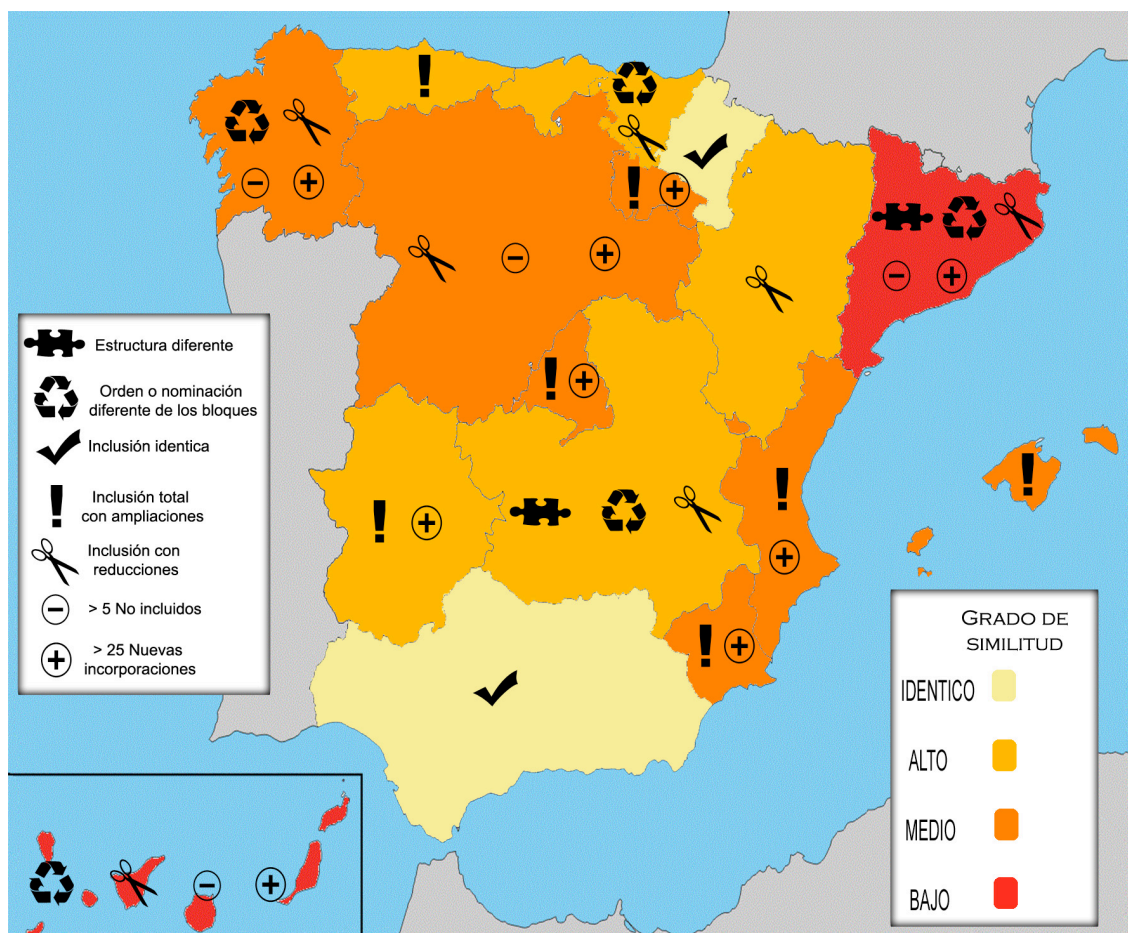 Estructura diferente
Orden o nominación
diferente de los bloques
Inclusión identica
Inclusión total
con ampliaciones
Inclusión con
reducciones
> 5 No incluidos
> 25 Nuevas
incorporaciones
GRADO DE
SIMILITUD
IDENTICO
ALTO
MEDIO
BAJO